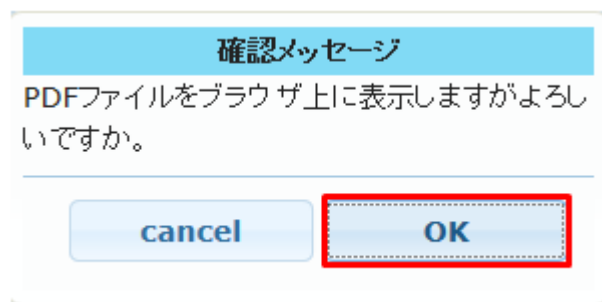 確認メッセージ
PDFファイルをブラウザ上に表示しますがよろし
いですか。
cancel
OK